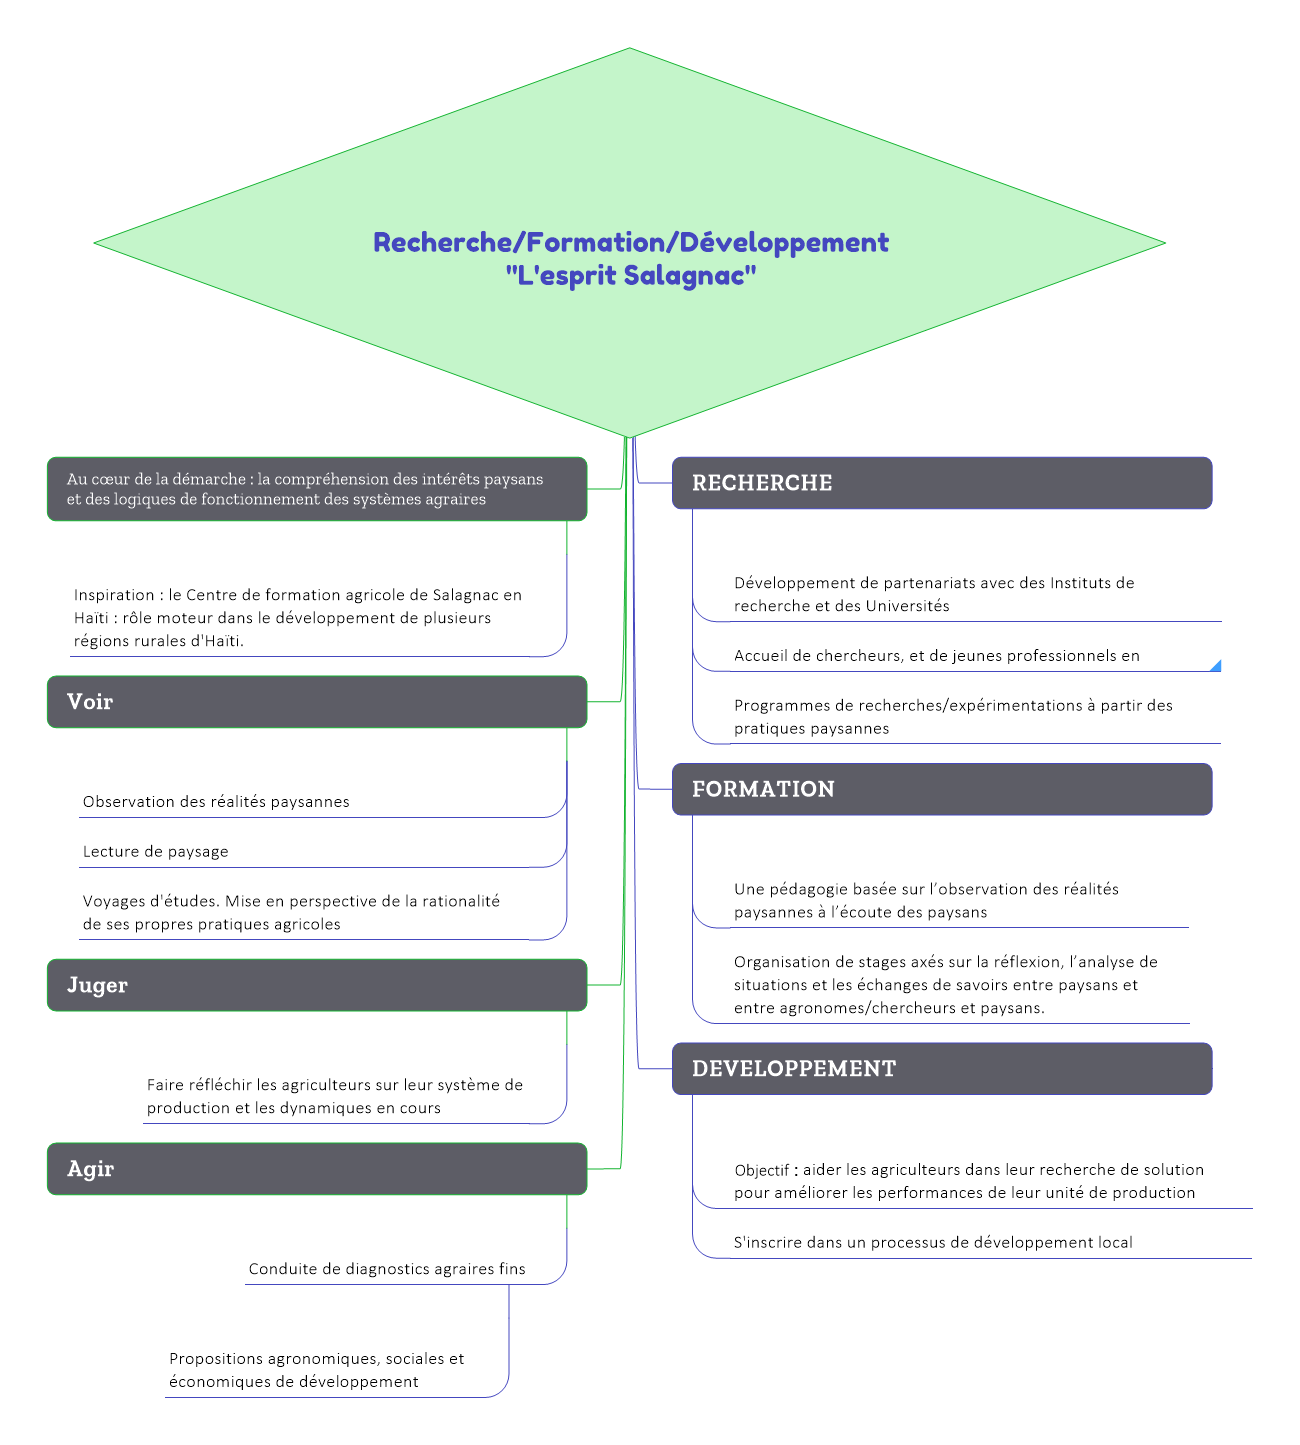 Recherche/Formation/Développement
"L'esprit Salagnac"
Au cœur de la démarche : la compréhension des intérêts paysans
et des logiques de fonctionnement des systèmes agraires
Inspiration : le Centre de formation agricole de Salagnac en
Haïti : rôle moteur dans le développement de plusieurs
régions rurales d'Haïti.
Voir
Observation des réalités paysannes
Lecture de paysage
Voyages d'études. Mise en perspective de la rationalité
de ses propres pratiques agricoles
Juger
Faire réfléchir les agriculteurs sur leur système de
production et les dynamiques en cours
Agir
Conduite de diagnostics agraires fins
Propositions agronomiques, sociales et
économiques de développement
RECHERCHE
Développement de partenariats avec des Instituts de
recherche et des Universités
Accueil de chercheurs, et de jeunes professionnels en
Programmes de recherches/expérimentations à partir des
pratiques paysannes
FORMATION
Une pédagogie basée sur l’observation des réalités
paysannes à l’écoute des paysans
Organisation de stages axés sur la réflexion, l’analyse de
situations et les échanges de savoirs entre paysans et
entre agronomes/chercheurs et paysans.
DEVELOPPEMENT
Objectif : aider les agriculteurs dans leur recherche de solution
pour améliorer les performances de leur unité de production
S'inscrire dans un processus de développement local